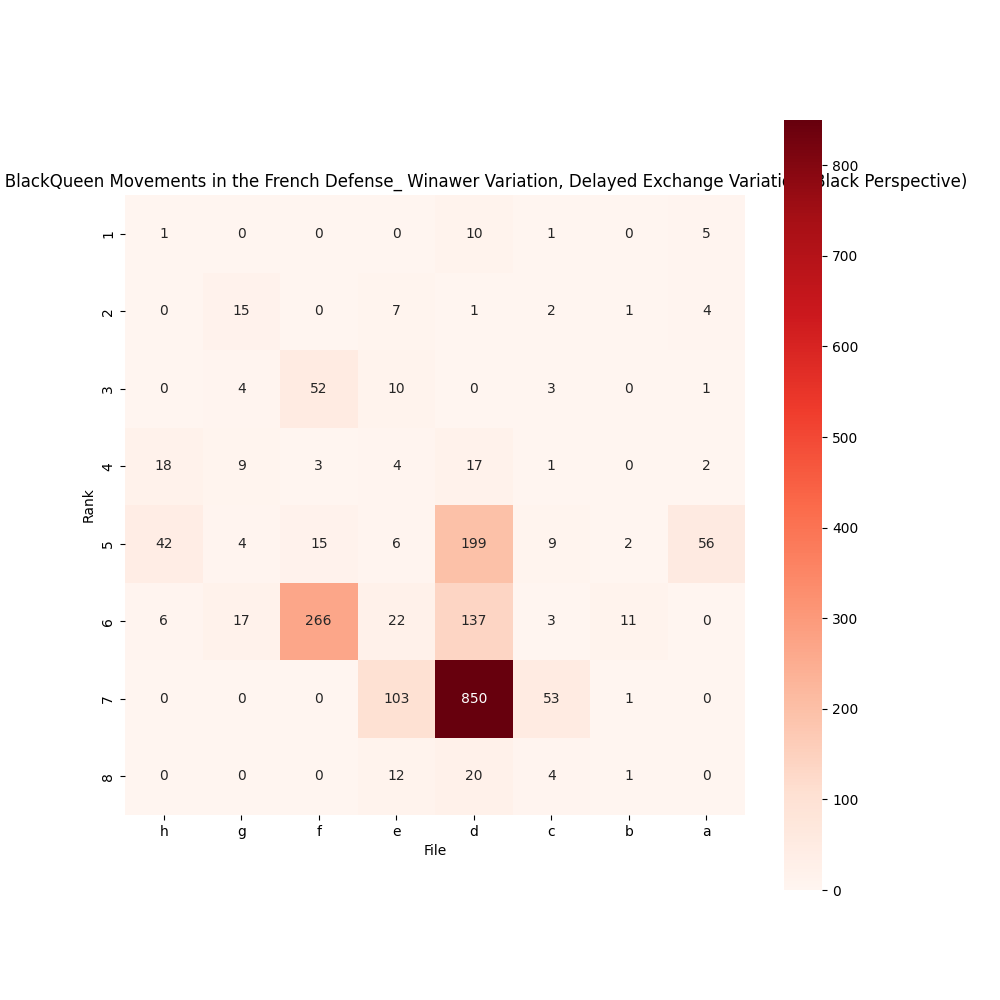 BlackQueen Movements in the French Defense_ Winawer Variation, Delayed Exchange Variation (Black Perspective)
1 1 0 0 0 10 1 0 5
2 0 15 0 7 1 2 1 4
3 0 4 52 10 0 3 0 1
4 18 9 3 4 17 1 0 2
5 42 4 15 6 199 9 2 56
6 6 17 266 22 137 3 11 0
7 0 0 0 103 850 53 1 0
8 0 0 0 12 20 4 1 0
h g f e d c b a
File
Rank
800
700
600
500
400
300
200
100
0